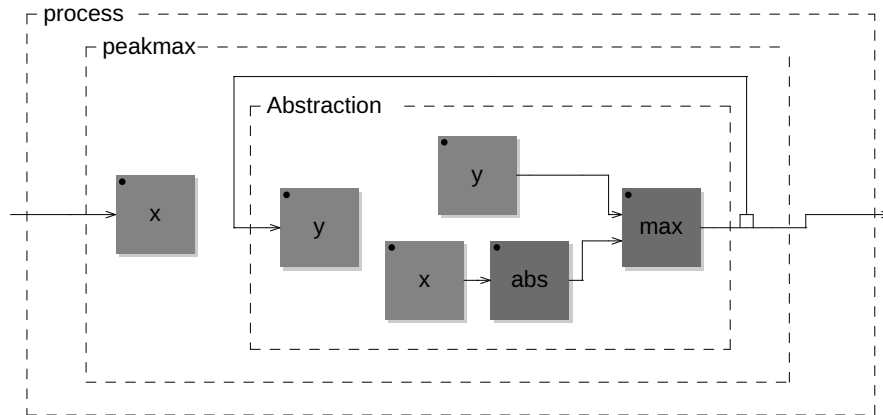 process
peakmax
Abstraction
y
x
y
max
x
abs